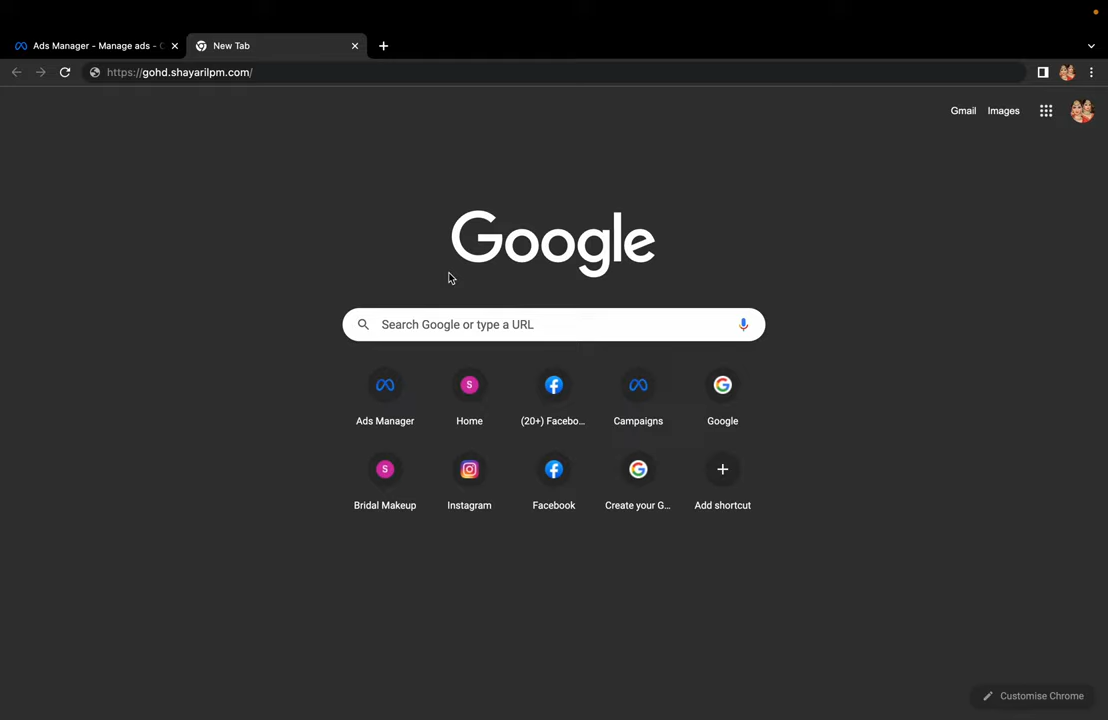 Ads Manager - Manage ads - C
New Tab
https://gohd.shayarilpm.com/
Gmail
Images
Google
Search Google or type a URL
Ads Manager
Home
(20+) Facebo...
Campaigns
Google
Bridal Makeup
Instagram
Facebook
Create your G...
Add shortcut
Customise Chrome